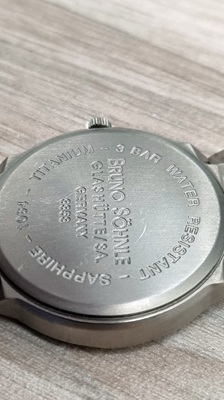 TITANIUM - 3 BAR WATER RESISTANT
SAPPHIRE -
BRUNO SÖHNLE
GLASHÜTTE/SA.
GERMANY